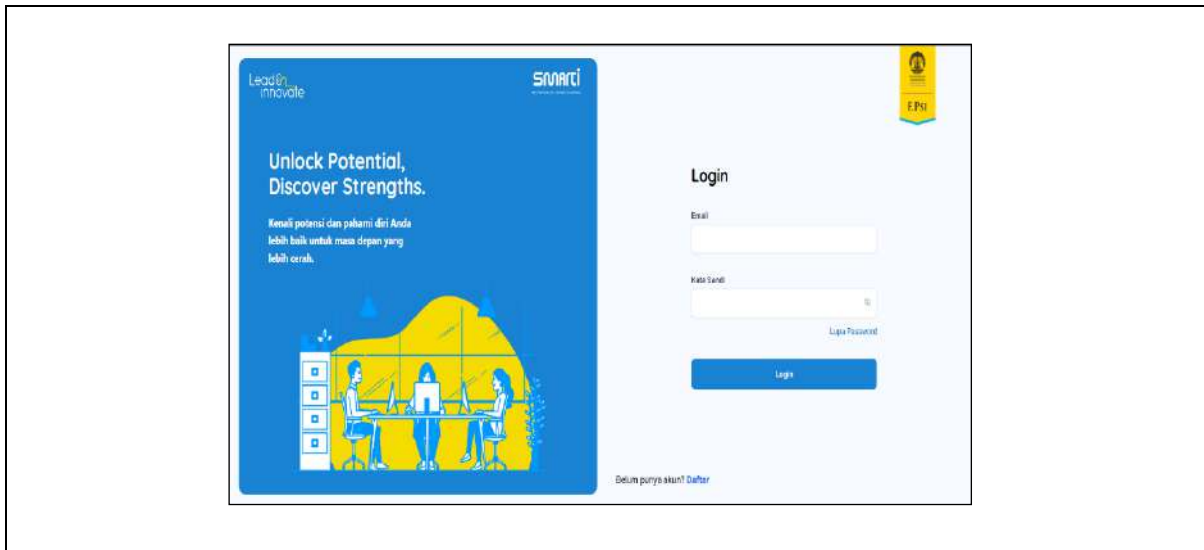 Lead in
innovate
smarti
F.Psi
Unlock Potential,
Discover Strengths.
Kenali potensi dan pahami diri Anda
lebih baik untuk masa depan yang
lebih cerah.
Login
Email
Kata Sandi
Lupa Password
Login
Belum punya akun? Daftar